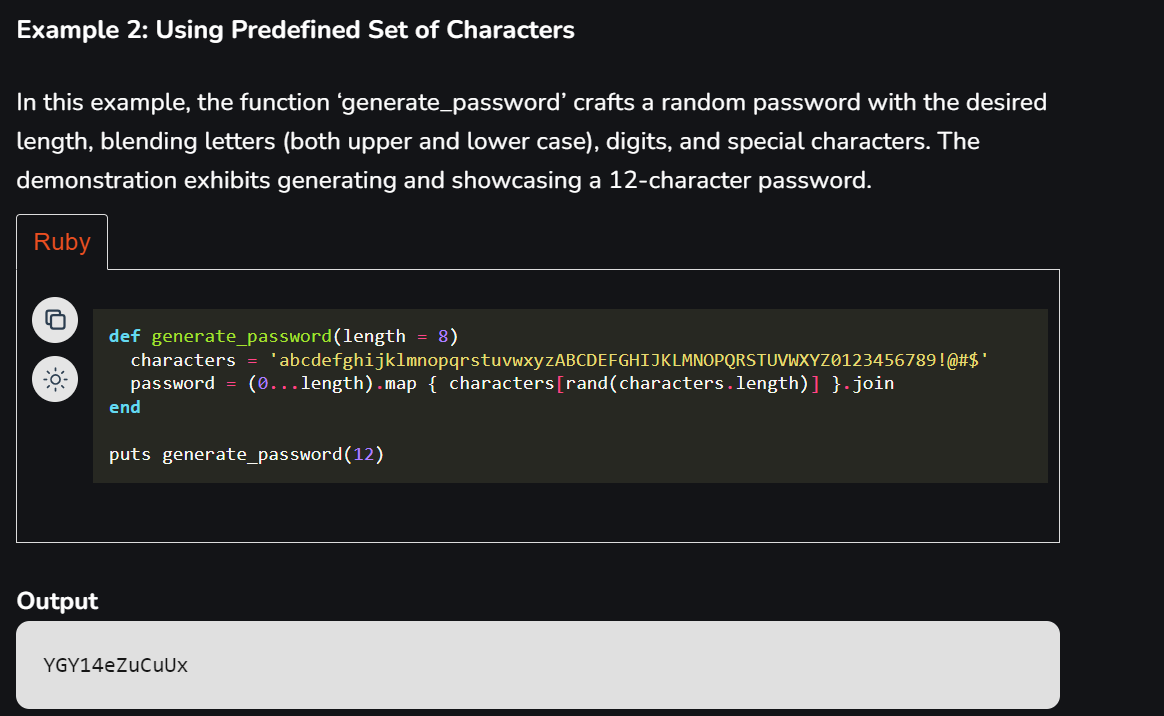 Example 2: Using Predefined Set of Characters
In this example, the function ‘generate_password’ crafts a random password with the desired
length, blending letters (both upper and lower case), digits, and special characters. The
demonstration exhibits generating and showcasing a 12-character password.
Ruby
def generate_password(length = 8)
  characters = 'abcdefghijklmnopqrstuvwxyzABCDEFGHIJKLMNOPQRSTUVWXYZ0123456789!@#$'
  password = (0...length).map { characters[rand(characters.length)] }.join
end
puts generate_password(12)
Output
YGY14eZuCuUx